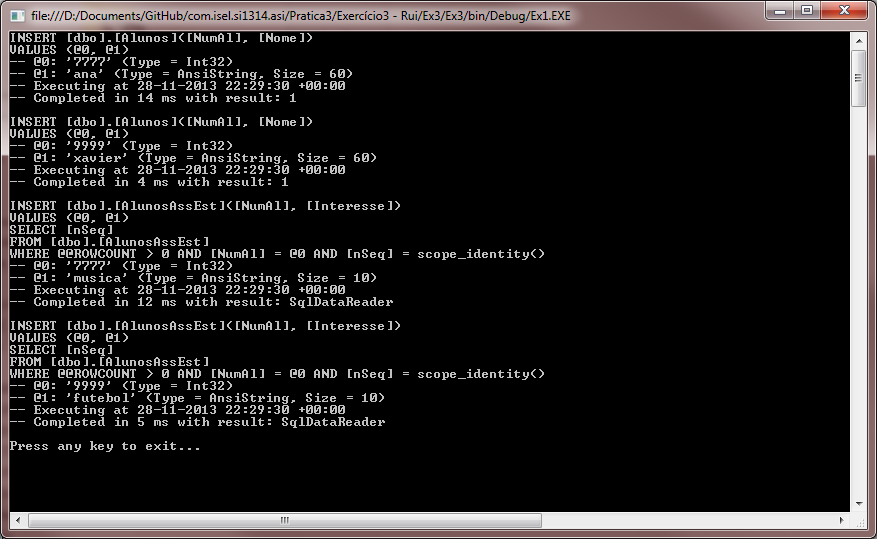 file:///D:/Documents/GitHub/com.isel.si1314.asi/Pratica3/Exercício3 - Rui/Ex3/Ex3/bin/Debug/Ex1.EXE
INSERT [dbo].[Alunos]([NumAl], [Nome])
VALUES (@0, @1)
-- @0: '7777' (Type = Int32)
-- @1: 'ana' (Type = AnsiString, Size = 60)
-- Executing at 28-11-2013 22:29:30 +00:00
-- Completed in 14 ms with result: 1
INSERT [dbo].[Alunos]([NumAl], [Nome])
VALUES (@0, @1)
-- @0: '9999' (Type = Int32)
-- @1: 'xavier' (Type = AnsiString, Size = 60)
-- Executing at 28-11-2013 22:29:30 +00:00
-- Completed in 4 ms with result: 1
INSERT [dbo].[AlunosAssEst]([NumAl], [Interesse])
VALUES (@0, @1)
SELECT [nSeq]
FROM [dbo].[AlunosAssEst]
WHERE @@ROWCOUNT > 0 AND [NumAl] = @0 AND [nSeq] = scope_identity()
-- @0: '7777' (Type = Int32)
-- @1: 'musica' (Type = AnsiString, Size = 10)
-- Executing at 28-11-2013 22:29:30 +00:00
-- Completed in 12 ms with result: SqlDataReader
INSERT [dbo].[AlunosAssEst]([NumAl], [Interesse])
VALUES (@0, @1)
SELECT [nSeq]
FROM [dbo].[AlunosAssEst]
WHERE @@ROWCOUNT > 0 AND [NumAl] = @0 AND [nSeq] = scope_identity()
-- @0: '9999' (Type = Int32)
-- @1: 'futebol' (Type = AnsiString, Size = 10)
-- Executing at 28-11-2013 22:29:30 +00:00
-- Completed in 5 ms with result: SqlDataReader
Press any key to exit...